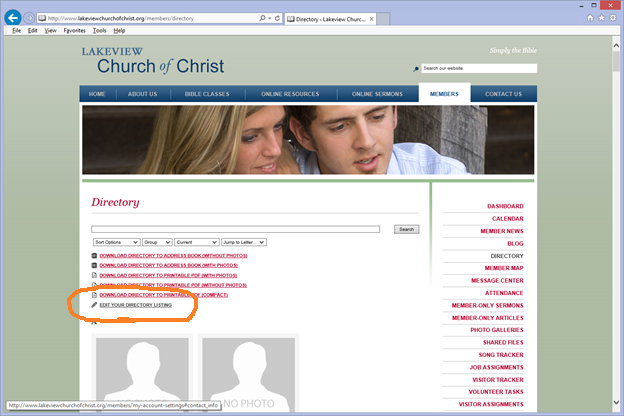 http://www.lakeviewchurchofchrist.org/members/directory
Directory - Lakeview Churc...
File Edit View Favorites Tools Help
LAKEVIEW
Church of Christ
Simply the Bible
Search our website
HOME ABOUT US BIBLE CLASSES ONLINE RESOURCES ONLINE SERMONS MEMBERS CONTACT US
Directory
Search
Sort Options Group Current Jump to Letter...
DOWNLOAD DIRECTORY TO ADDRESS BOOK (WITHOUT PHOTOS)
DOWNLOAD DIRECTORY TO ADDRESS BOOK (WITH PHOTOS)
DOWNLOAD DIRECTORY TO PRINTABLE PDF (WITH PHOTOS)
DOWNLOAD DIRECTORY TO PRINTABLE PDF (WITHOUT PHOTOS)
DOWNLOAD DIRECTORY TO PRINTABLE PDF (COMPACT)
EDIT YOUR DIRECTORY LISTING
NO PHOTO
DASHBOARD
CALENDAR
MEMBER NEWS
BLOG
DIRECTORY
MEMBER MAP
MESSAGE CENTER
ATTENDANCE
MEMBER-ONLY SERMONS
MEMBER-ONLY ARTICLES
PHOTO GALLERIES
SHARED FILES
SONG TRACKER
JOB ASSIGNMENTS
VISITOR TRACKER
VOLUNTEER TASKS
VISITOR ASSIGNMENTS
http://www.lakeviewchurchofchrist.org/members/my-account-settings#contact_info